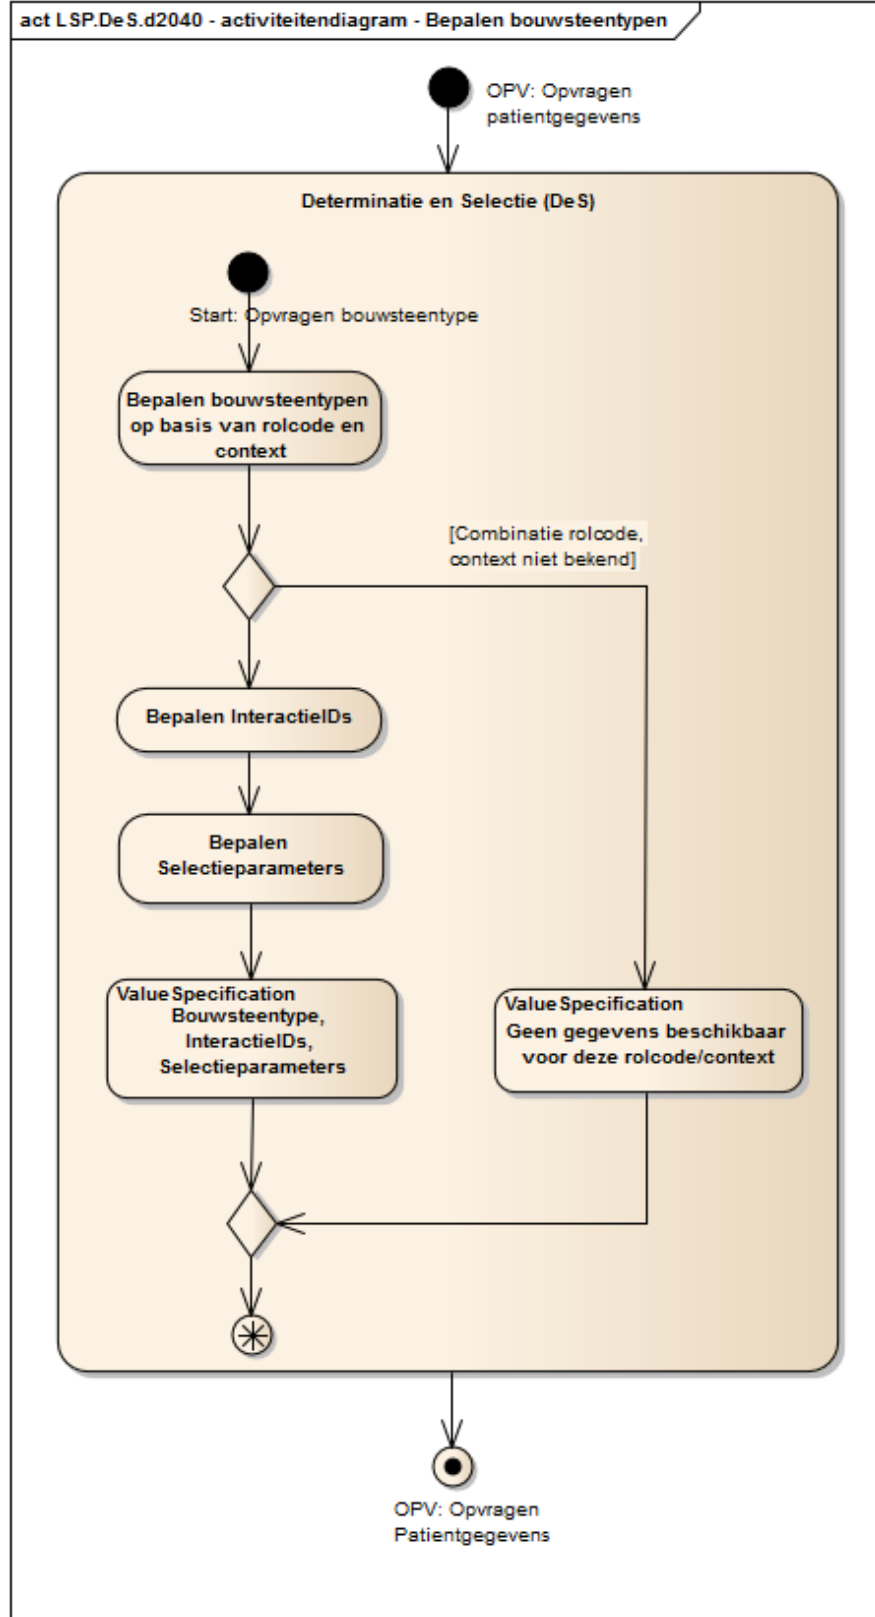 act LSP.DeS.d2040 - activiteitendiagram - Bepalen bouwsteentypen
OPV: Opvragen
patientgegevens
Determinatie en Selectie (DeS)
Start: Opvragen bouwsteentype
Bepalen bouwsteentypen
op basis van rolcode en
context
[Combinatie rolcode,
context niet bekend]
Bepalen InteractieIDs
Bepalen
Selectieparameters
ValueSpecification
Bouwsteentype,
InteractieIDs,
Selectieparameters
ValueSpecification
Geen gegevens beschikbaar
voor deze rolcode/context
OPV: Opvragen
Patientgegevens